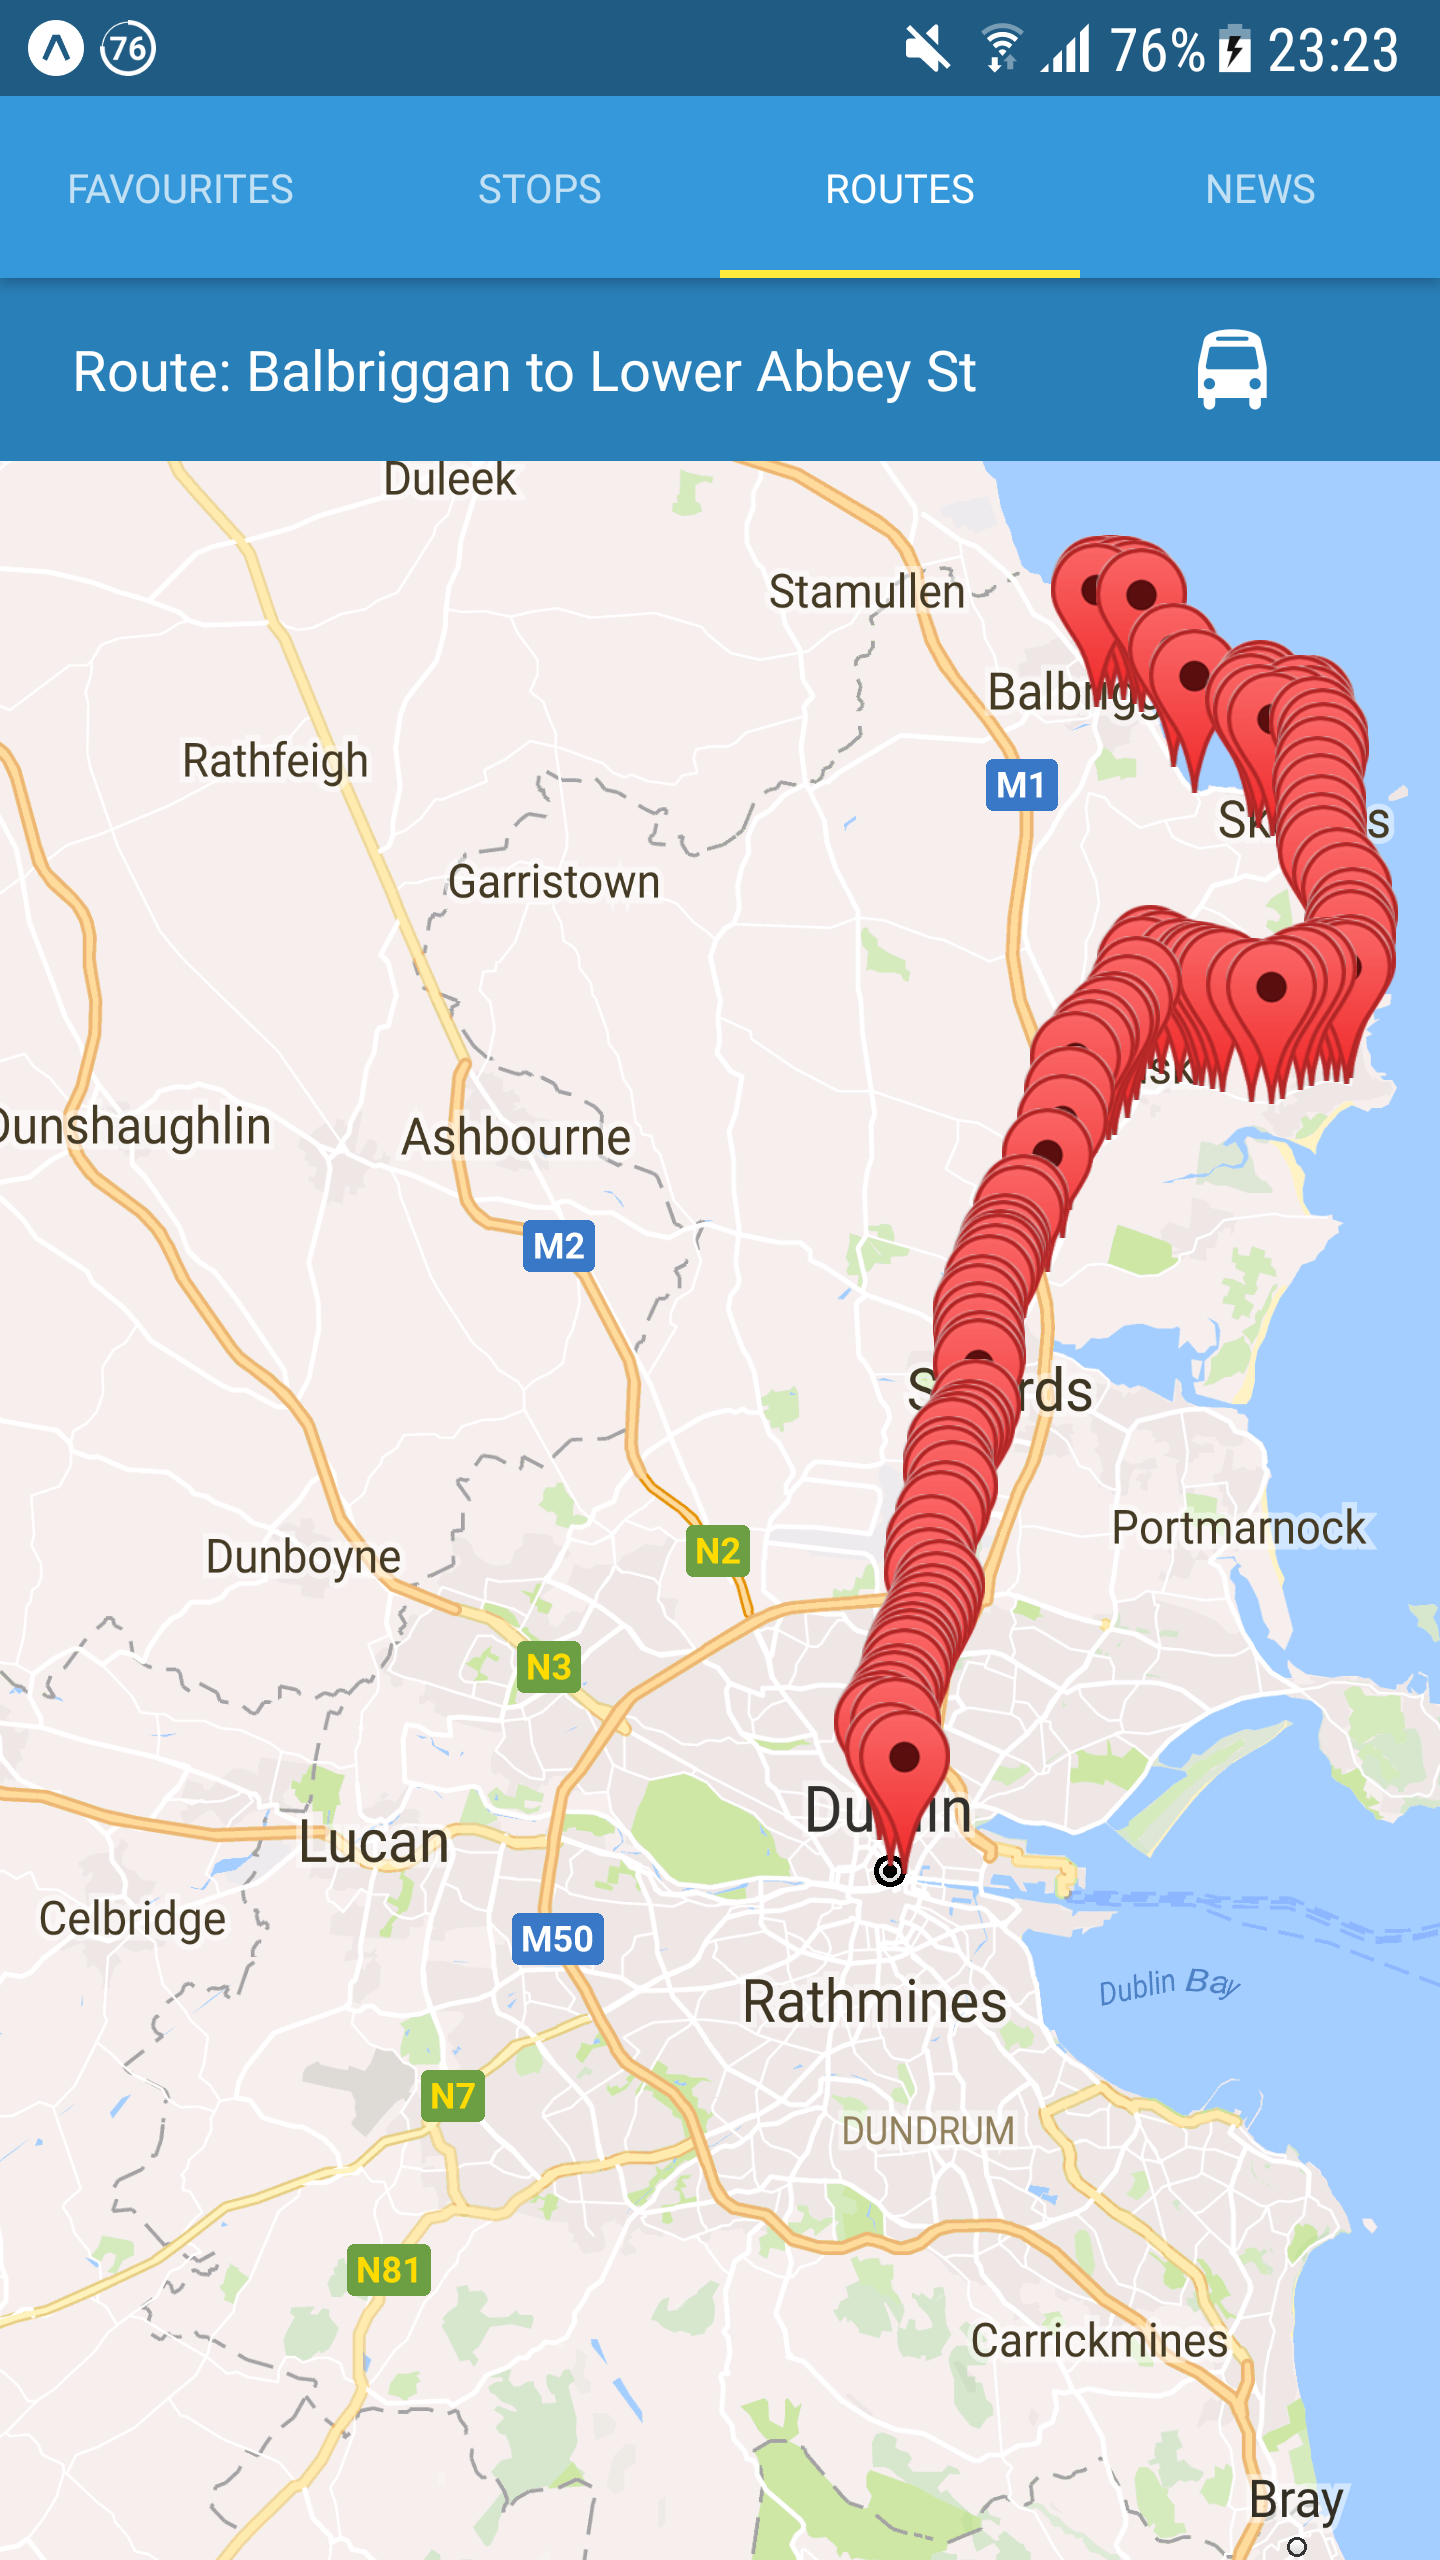 76
76% 23:23
FAVOURITES STOPS ROUTES NEWS
Route: Balbriggan to Lower Abbey St
Duleek
Stamullen
Balbrigg
Rathfeigh
M1
Sk s
Garristown
sk
Dunshaughlin
Ashbourne
M2
S rds
Portmarnock
N2
Dunboyne
N3
Du in
Lucan
Celbridge
M50
Dublin Bay
Rathmines
N7
DUNDRUM
N81
Carrickmines
Bray